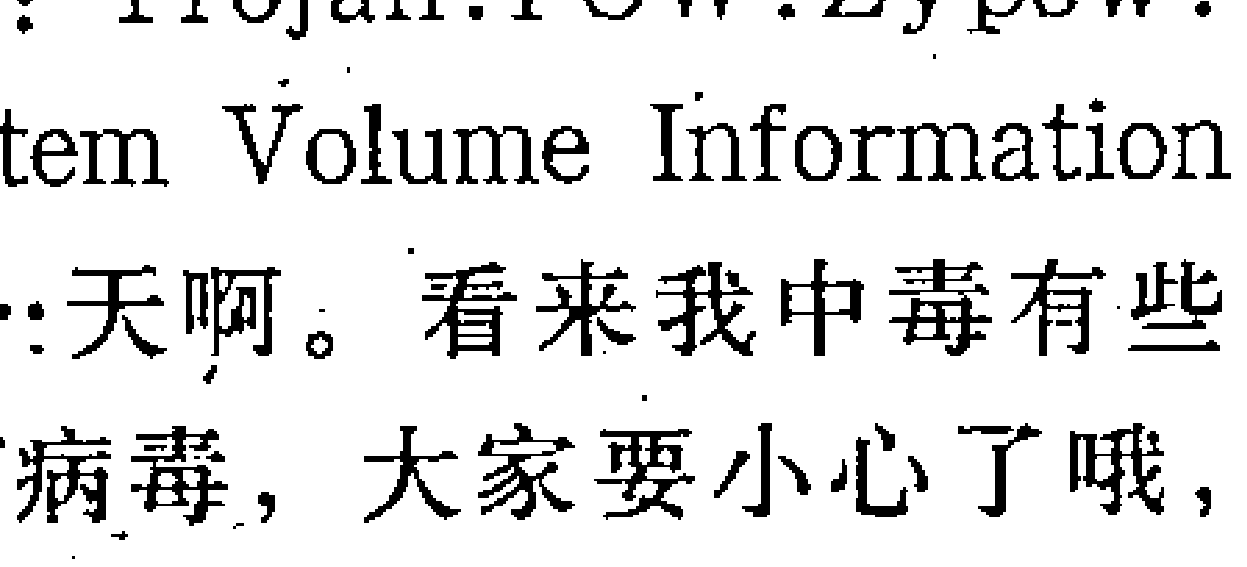 : Trojan.PSW.Zypsw.
tem Volume Information
::天啊。 看来我中毒有些
病毒，大家要小心了哦，